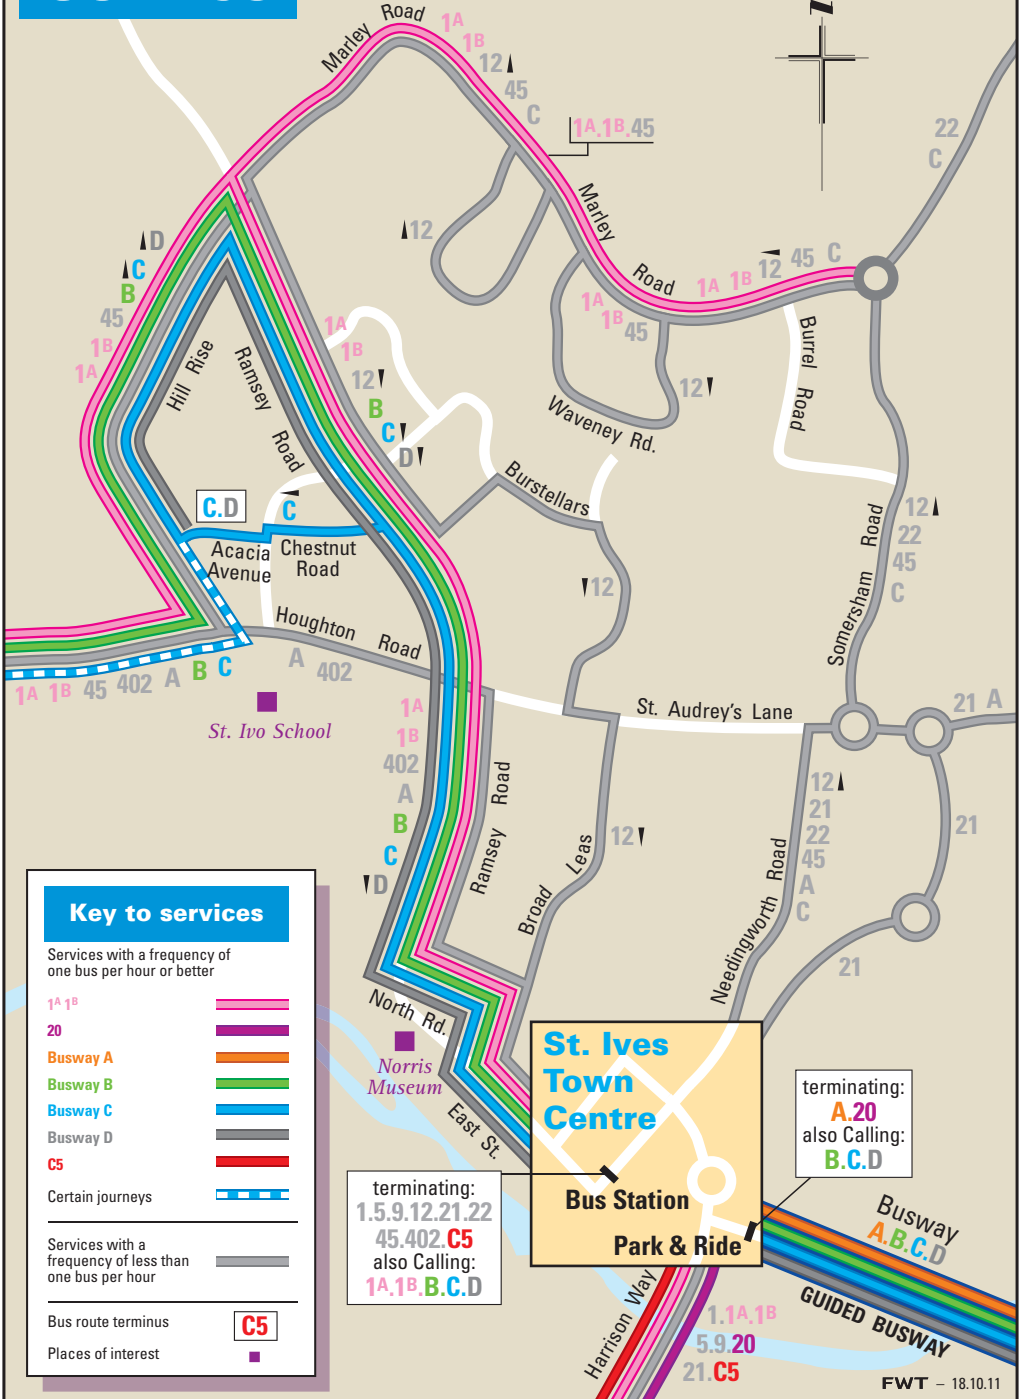 Marley Road
1A
1B
12
45
C
1A.1B.45
22
C
Marley Road
12
D
C
B
45
1B
1A
12
45
C
1A
1B
1A
1B
45
1A
1B
12
B
C
D
Hill Rise
Ramsey Road
Burrel Road
12
Waveney Rd.
Burstellars
C.D
C
Acacia Avenue
Chestnut Road
12
22
45
C
Somersham Road
12
Houghton Road
A
402
1A
1B
45
402
A
B
C
St. Ivo School
St. Audrey's Lane
21 A
1A
1B
402
A
B
C
D
Ramsey Road
Broad Leas
12
12
21
22
45
A
C
Needingworth Road
21
21
Key to services
Services with a frequency of
one bus per hour or better
1A 1B
20
Busway A
Busway B
Busway C
Busway D
C5
Certain journeys
Services with a
frequency of less than
one bus per hour
Bus route terminus
C5
Places of interest
North Rd.
Norris
Museum
East St.
St. Ives
Town
Centre
Bus Station
Park & Ride
terminating:
A.20
also Calling:
B.C.D
terminating:
1.5.9.12.21.22
45.402.C5
also Calling:
1A.1B.B.C.D
Busway
A.B.C.D
GUIDED BUSWAY
Harrison Way
1.1A.1B
5.9.20
21.C5
FWT – 18.10.11